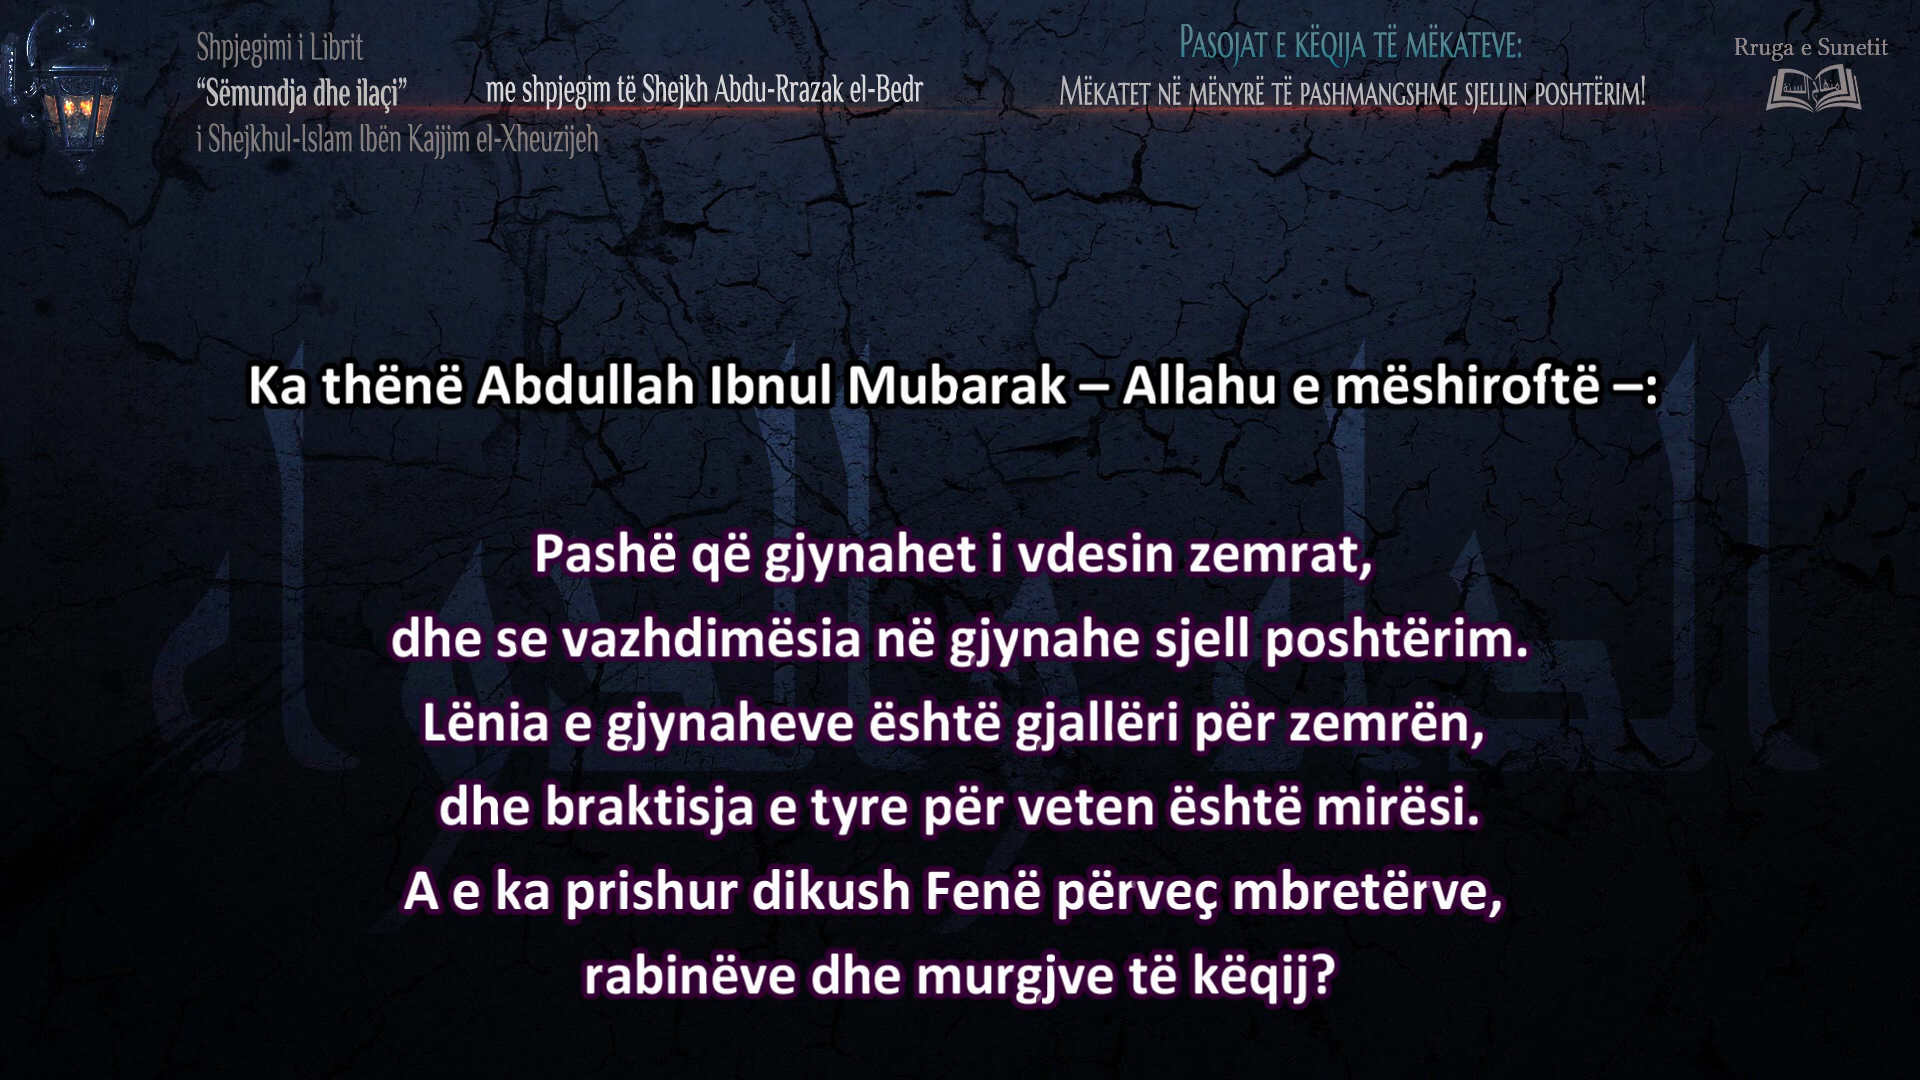 Shpjegimi i Librit
“Sëmundja dhe ilaçi”
i Shejkhul-Islam Ibën Kajjim el-Xheuzijeh
me shpjegim të Shejkh Abdu-Rrazak el-Bedr
PASOJAT E KËQIJA TË MËKATEVE:
MËKATET NË MËNYRË TË PASHMANGSHME SJELLIN POSHTËRIM!
Rruga e Sunetit
منهاج السنة
Ka thënë Abdullah Ibnul Mubarak – Allahu e mëshiroftë –:
Pashë që gjynahet i vdesin zemrat,
dhe se vazhdimësia në gjynahe sjell poshtërim.
Lënia e gjynaheve është gjallëri për zemrën,
dhe braktisja e tyre për veten është mirësi.
A e ka prishur dikush Fenë përveç mbretërve,
rabinëve dhe murgjve të këqij?